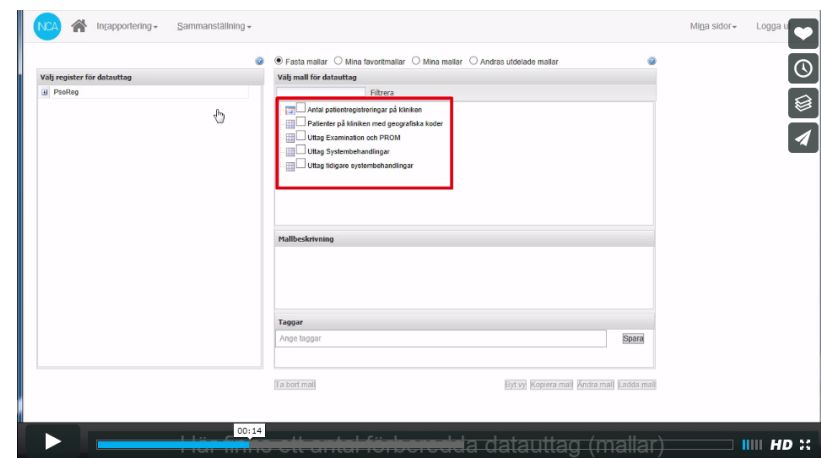 INCA Inrapportering Sammanställning Mina sidor Logga
Fasta mallar Mina favoritmallar Mina mallar Andras utdelade mallar
Välj register för datauttag
PsoReg
Välj mall för datauttag
Filtrera
Antal patientregistreringar på kliniken
Patienter på kliniken med geografiska koder
Uttag Examination och PROM
Uttag Systembehandlingar
Uttag tidigare systembehandlingar
Mallbeskrivning
Taggar
Ange taggar Spara
Ta bort mall Byt vy Kopiera mall Ändra mall Ladda mall
00:14
Här finns ett antal förberedda datauttag (mallar)
HD